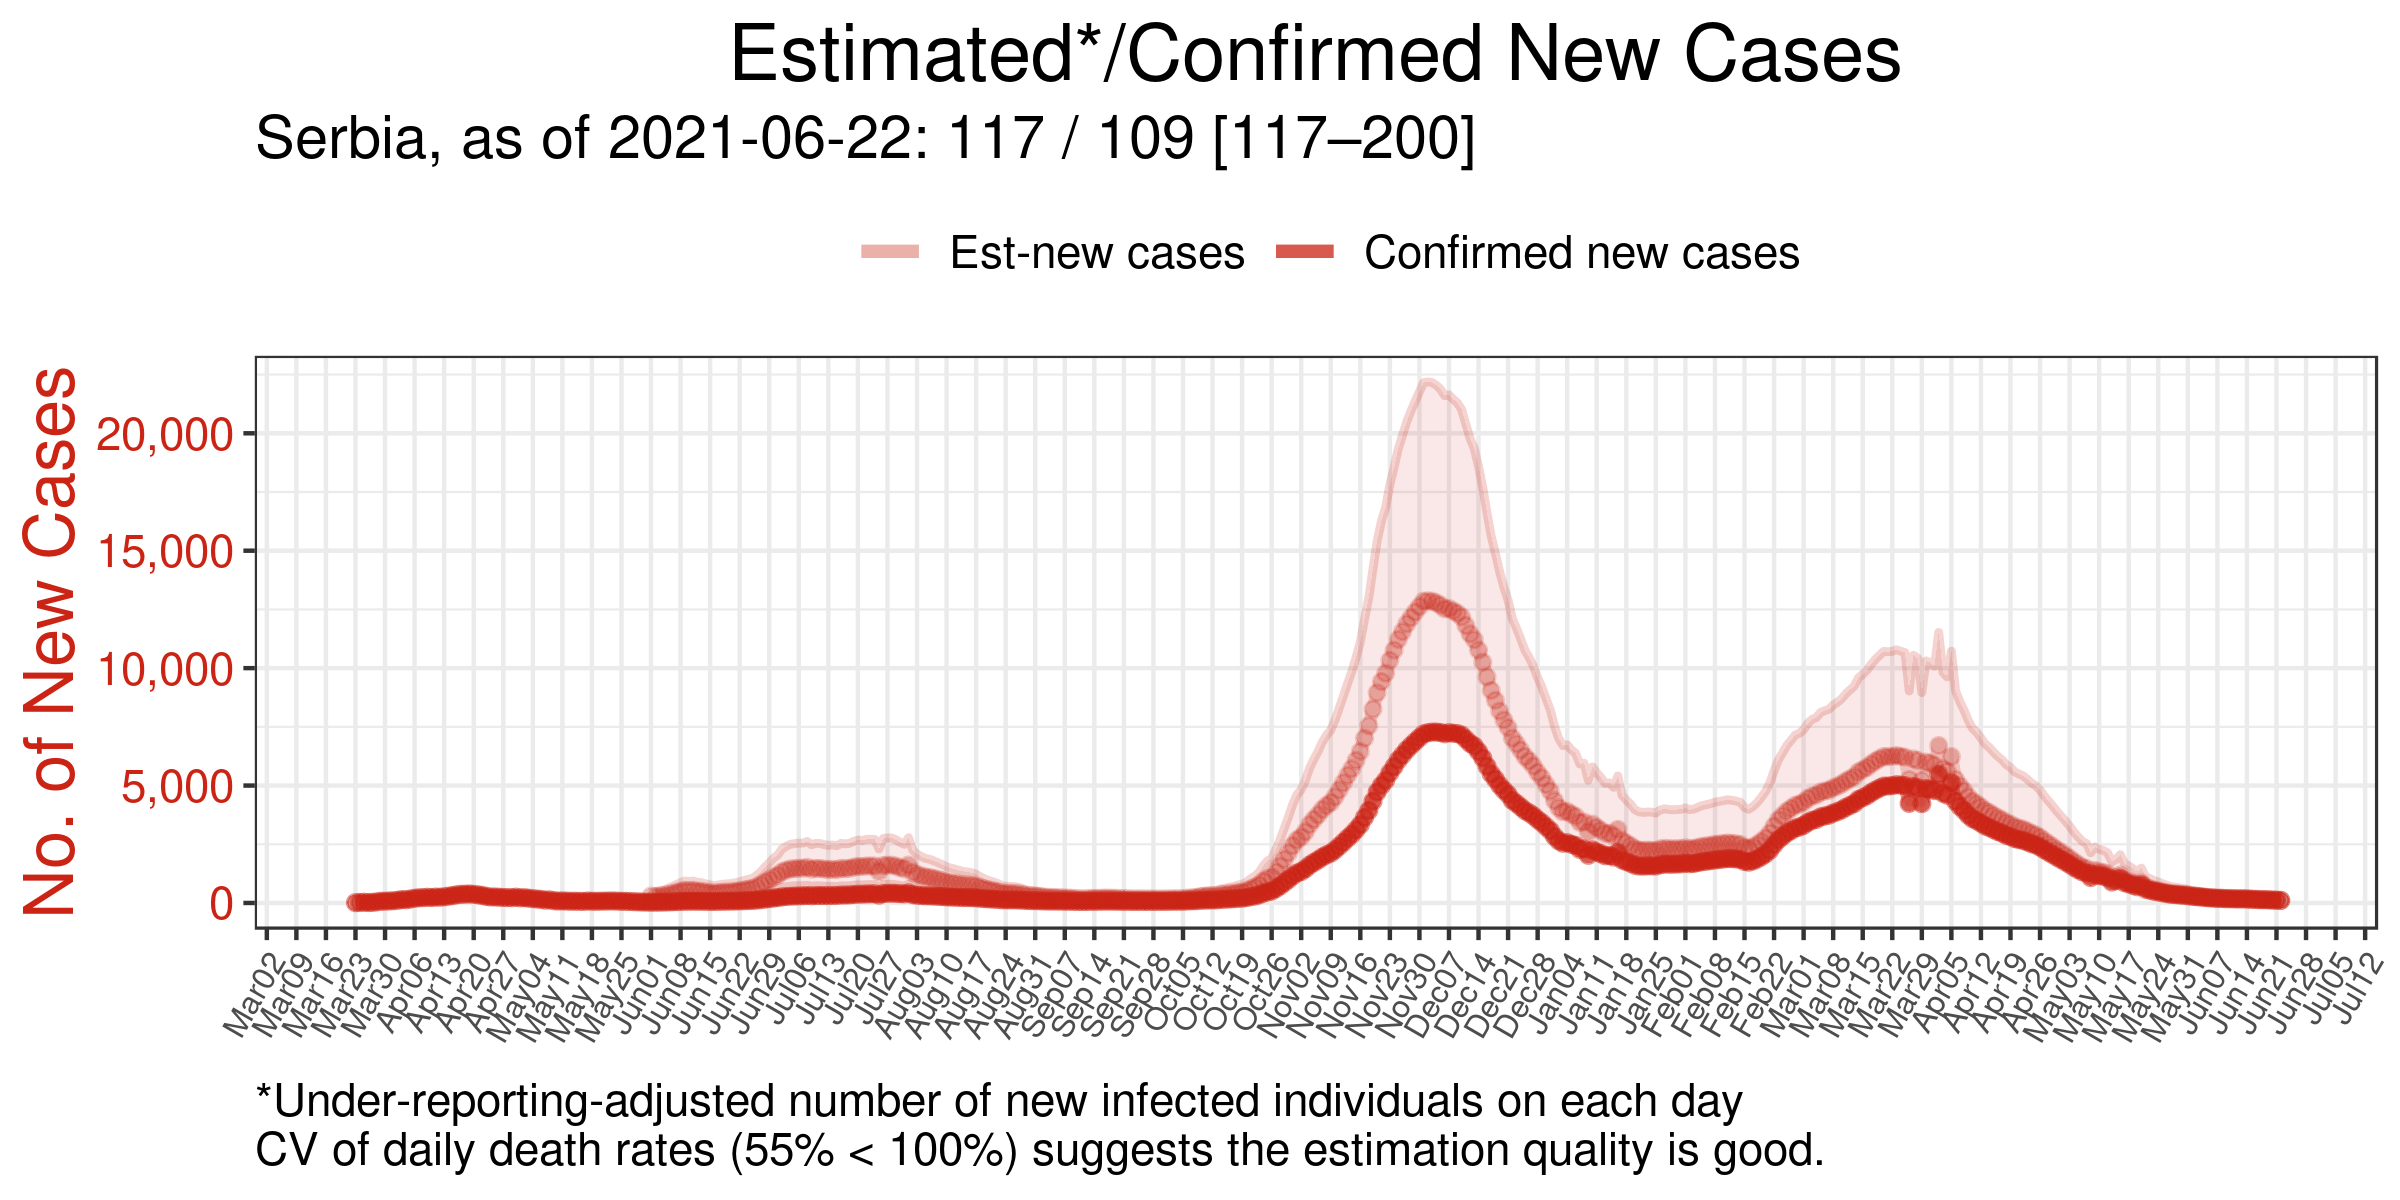 Estimated*/Confirmed New Cases
Serbia, as of 2021-06-22: 117 / 109 [117–200]
Est-new cases
Confirmed new cases
No. of New Cases
20,000
15,000
10,000
5,000
0
Mar02
Mar09
Mar16
Mar23
Mar30
Apr06
Apr13
Apr20
Apr27
May04
May11
May18
May25
Jun01
Jun08
Jun15
Jun22
Jun29
Jul06
Jul13
Jul20
Jul27
Aug03
Aug10
Aug17
Aug24
Aug31
Sep07
Sep14
Sep21
Sep28
Oct05
Oct12
Oct19
Oct26
Nov02
Nov09
Nov16
Nov23
Nov30
Dec07
Dec14
Dec21
Dec28
Jan04
Jan11
Jan18
Jan25
Feb01
Feb08
Feb15
Feb22
Mar01
Mar08
Mar15
Mar22
Mar29
Apr05
Apr12
Apr19
Apr26
May03
May10
May17
May24
May31
Jun07
Jun14
Jun21
Jun28
Jul05
Jul12
*Under-reporting-adjusted number of new infected individuals on each day
CV of daily death rates (55% < 100%) suggests the estimation quality is good.